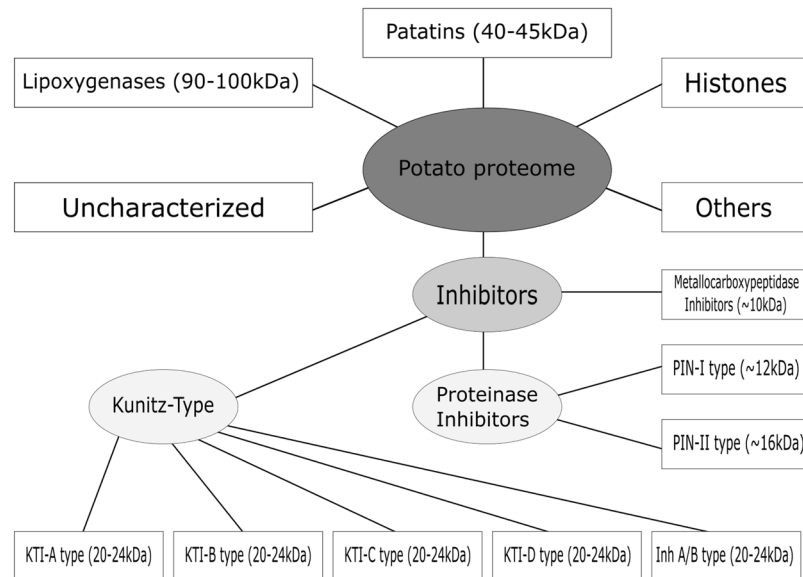 Patatins (40-45kDa)
Lipoxygenases (90-100kDa)
Histones
Potato proteome
Uncharacterized
Others
Inhibitors
Metallocarboxypeptidase
Inhibitors (~10kDa)
PIN-I type (~12kDa)
Kunitz-Type
Proteinase
Inhibitors
PIN-II type (~16kDa)
KTI-A type (20-24kDa)
KTI-B type (20-24kDa)
KTI-C type (20-24kDa)
KTI-D type (20-24kDa)
Inh A/B type (20-24kDa)